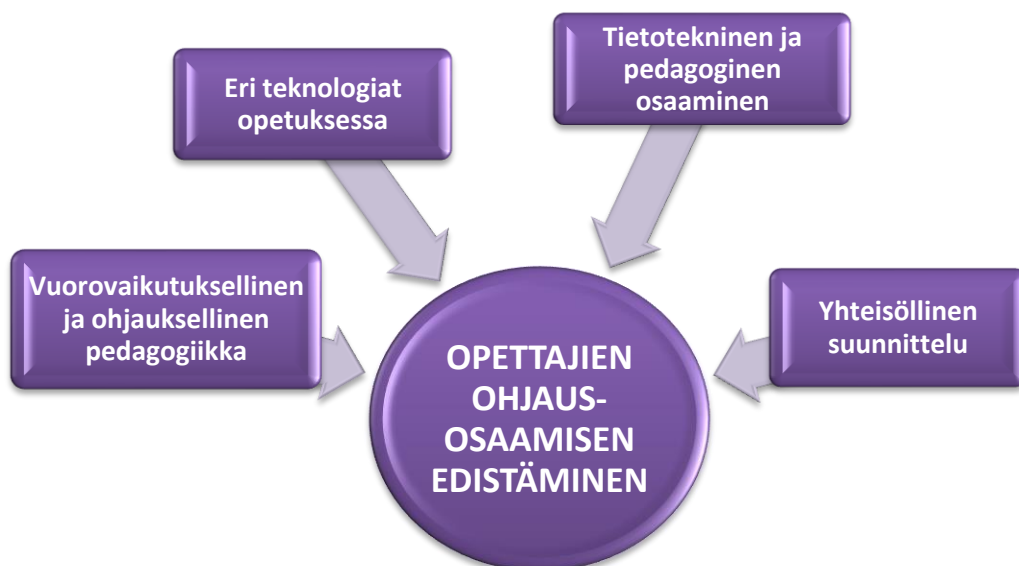 Tietotekninen ja
pedagoginen
osaaminen
Eri teknologiat
opetuksessa
Vuorovaikutuksellinen
ja ohjauksellinen
pedagogiikka
Yhteisöllinen
suunnittelu
OPETTAJIEN
OHJAUS-
OSAAMISEN
EDISTÄMINEN